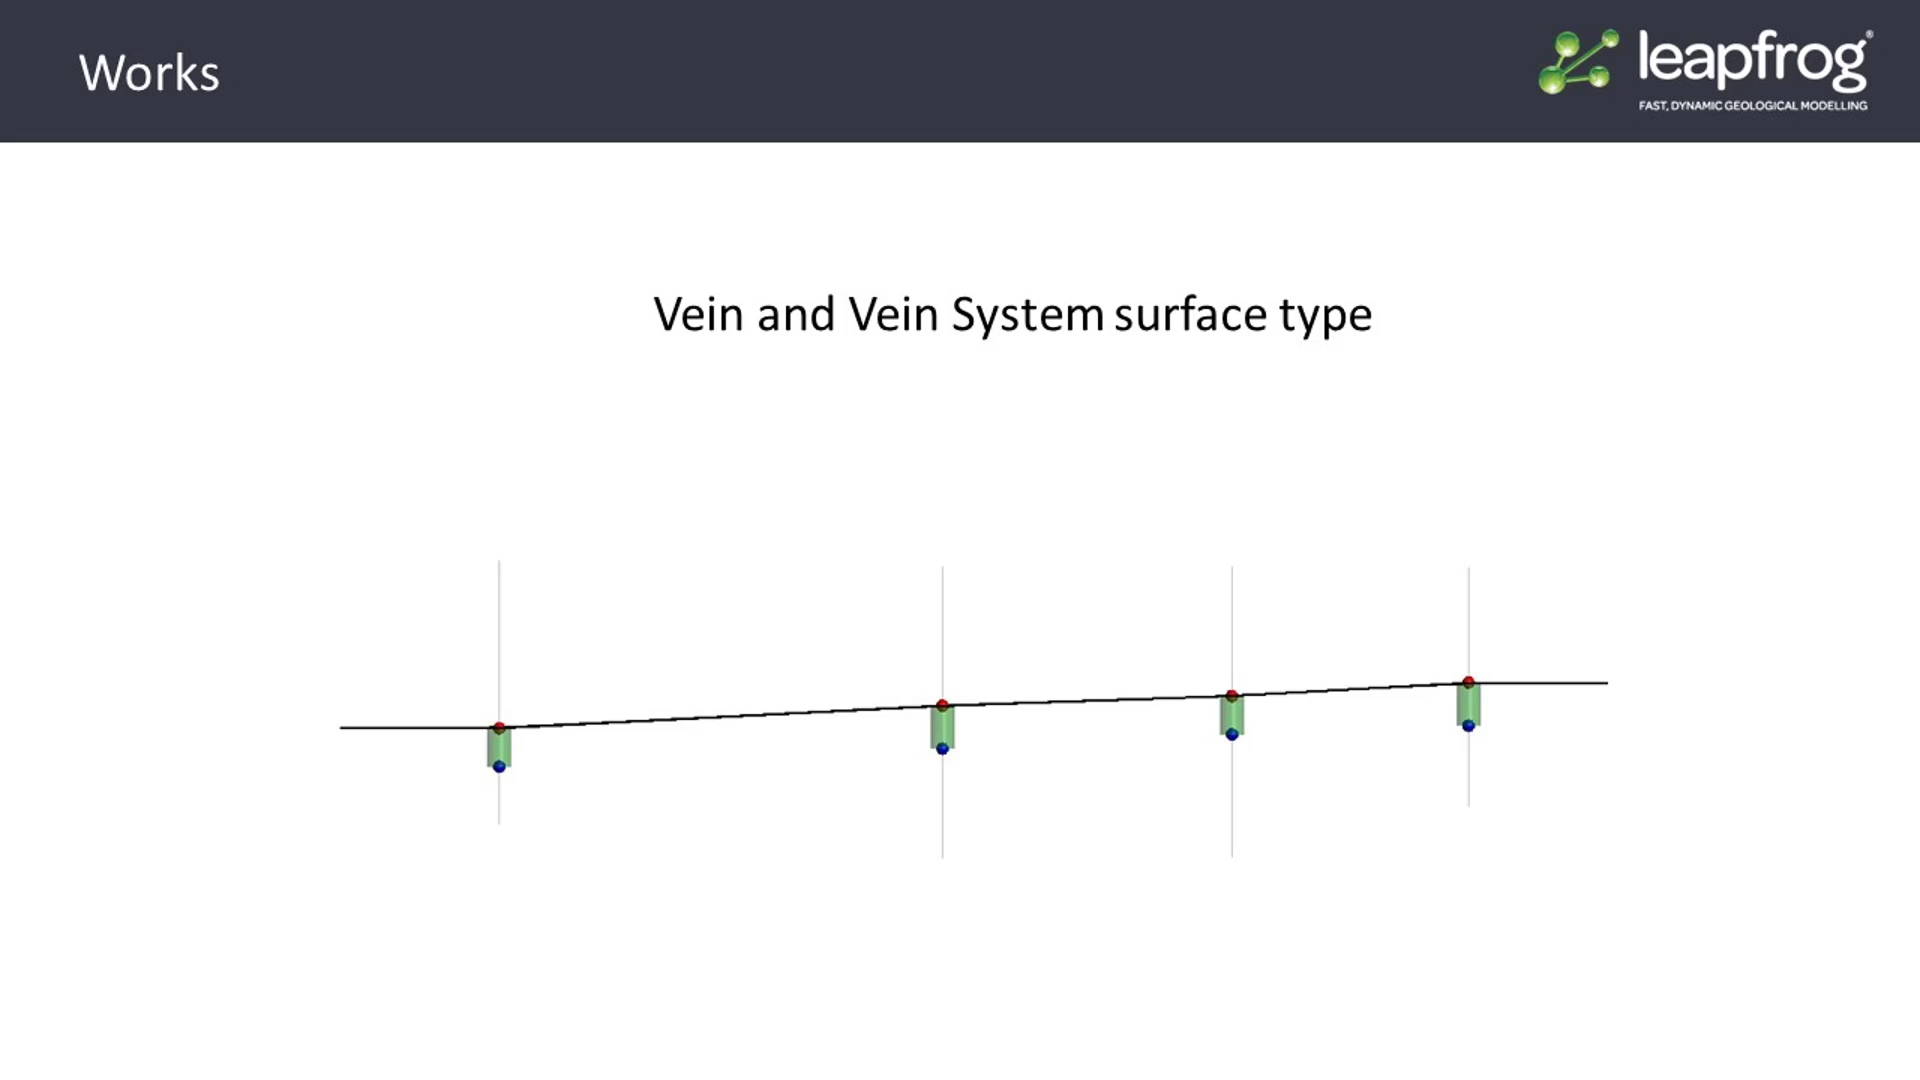 Works
leapfrog®
FAST, DYNAMIC GEOLOGICAL MODELLING
Vein and Vein System surface type